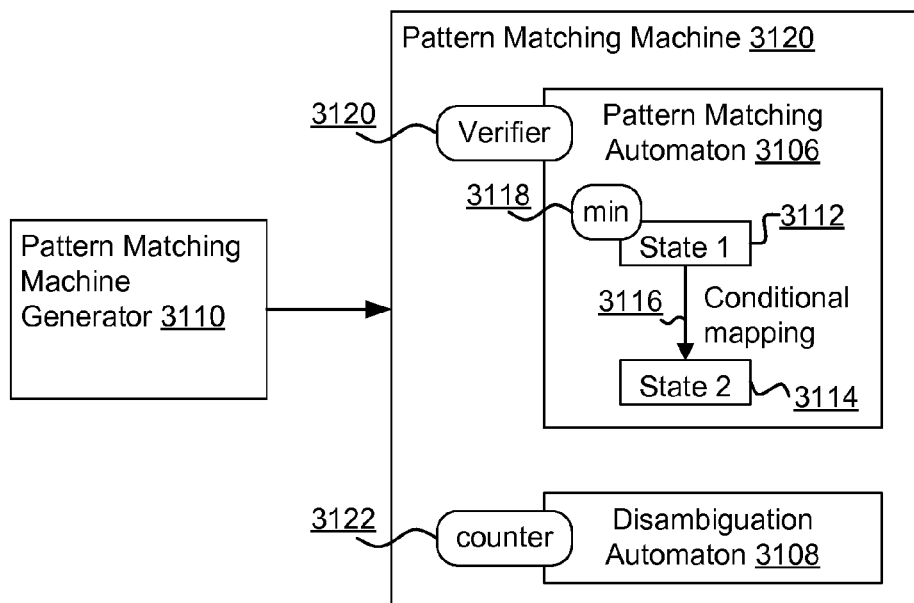 Pattern Matching Machine 3120
3120
Verifier
Pattern Matching
Automaton 3106
3118
min
3112
State 1
Pattern Matching
Machine
Generator 3110
3116
Conditional
mapping
State 2
3114
3122
counter
Disambiguation
Automaton 3108